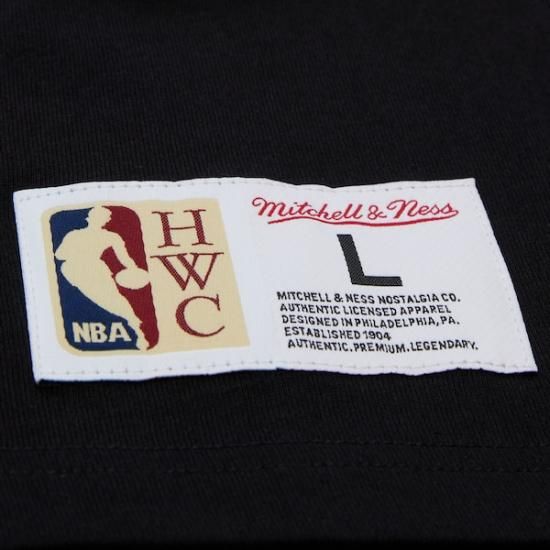 NBA
H
W
C
Mitchell & Ness
L
MITCHELL & NESS NOSTALGIA CO.
AUTHENTIC LICENSED APPAREL
DESIGNED IN PHILADELPHIA, PA.
ESTABLISHED 1904
AUTHENTIC.PREMIUM.LEGENDARY.